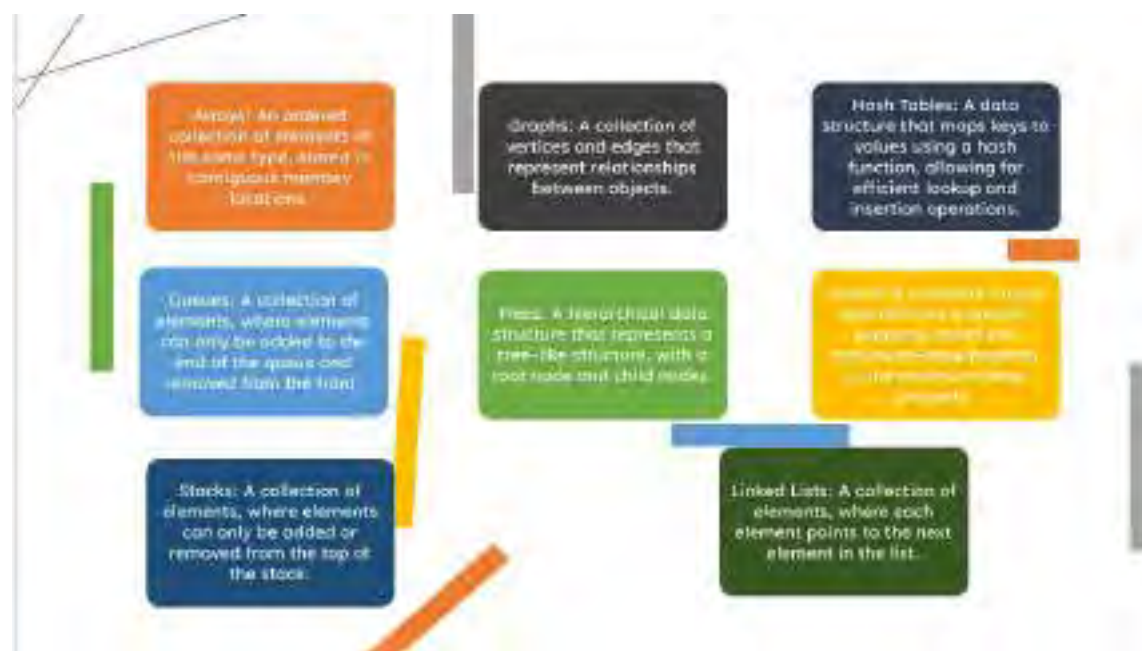 Arrays: An ordered
collection of elements of
the same type, stored in
contiguous memory
locations.
Graphs: A collection of
vertices and edges that
represent relationships
between objects.
Hash Tables: A data
structure that maps keys to
values using a hash
function, allowing for
efficient lookup and
insertion operations.
Queues: A collection of
elements, where elements
can only be added to the
end of the queue and
removed from the front
Trees: A hierarchical data
structure that represents a
tree-like structure, with a
root node and child nodes.
Stacks: A collection of
elements, where elements
can only be added or
removed from the top of
the stack.
Linked Lists: A collection of
elements, where each
element points to the next
element in the list.